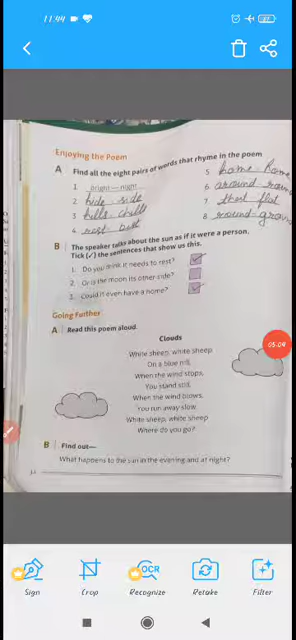 11:44
Enjoying the Poem
A Find all the eight pairs of words that rhyme in the poem
1 bright — night
2 hide side
3 hills chills
4 rest best
5 home
6 around
7 that flat
8 round
B The speaker talks about the sun as if it were a person.
Tick (✓) the sentences that show us this.
1. Do you think it needs to rest? ✓
2. Or is the moon its other side?
3. Could it even have a home? ✓
Going Further
A Read this poem aloud.
Clouds
White sheep, white sheep
On a blue hill,
When the wind stops,
You stand still,
When the wind blows,
You run away slow.
White sheep, white sheep
Where do you go?
05:04
B Find out—
What happens to the sun in the evening and at night?
Sign
Crop
OCR
Recognize
Retake
Filter